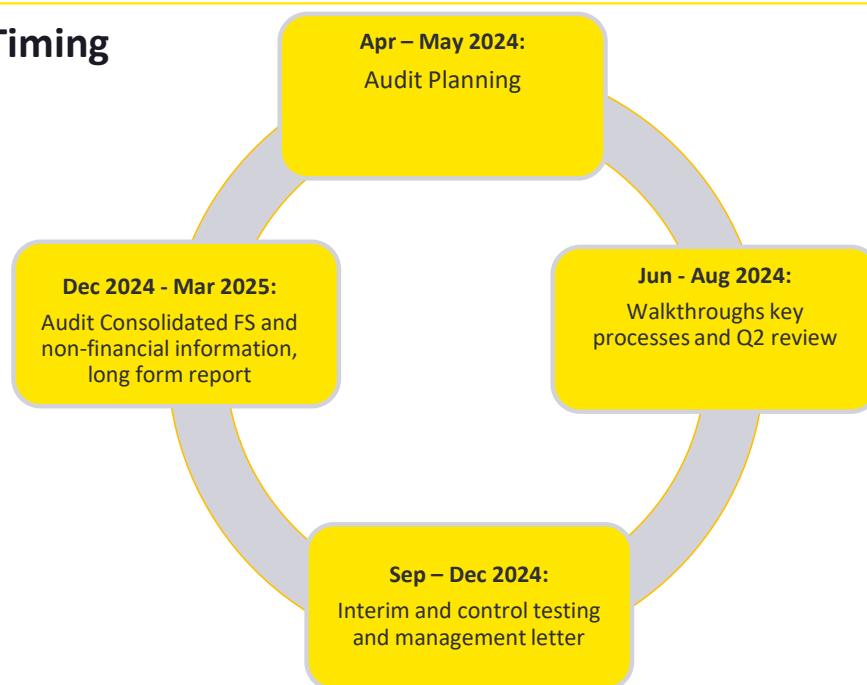 Timing
Apr – May 2024:
Audit Planning
Jun - Aug 2024:
Walkthroughs key
processes and Q2 review
Sep – Dec 2024:
Interim and control testing
and management letter
Dec 2024 - Mar 2025:
Audit Consolidated FS and
non-financial information,
long form report